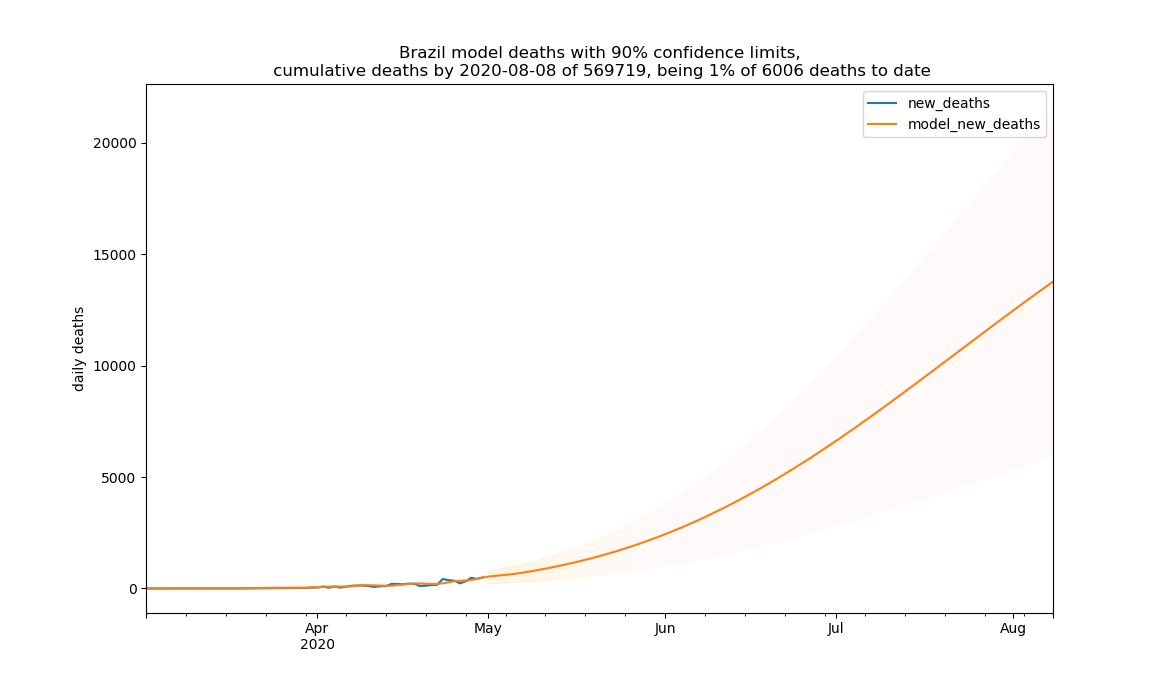 Brazil model deaths with 90% confidence limits,
cumulative deaths by 2020-08-08 of 569719, being 1% of 6006 deaths to date
new_deaths
model_new_deaths
20000
15000
10000
5000
0
daily deaths
Apr
2020
May
Jun
Jul
Aug